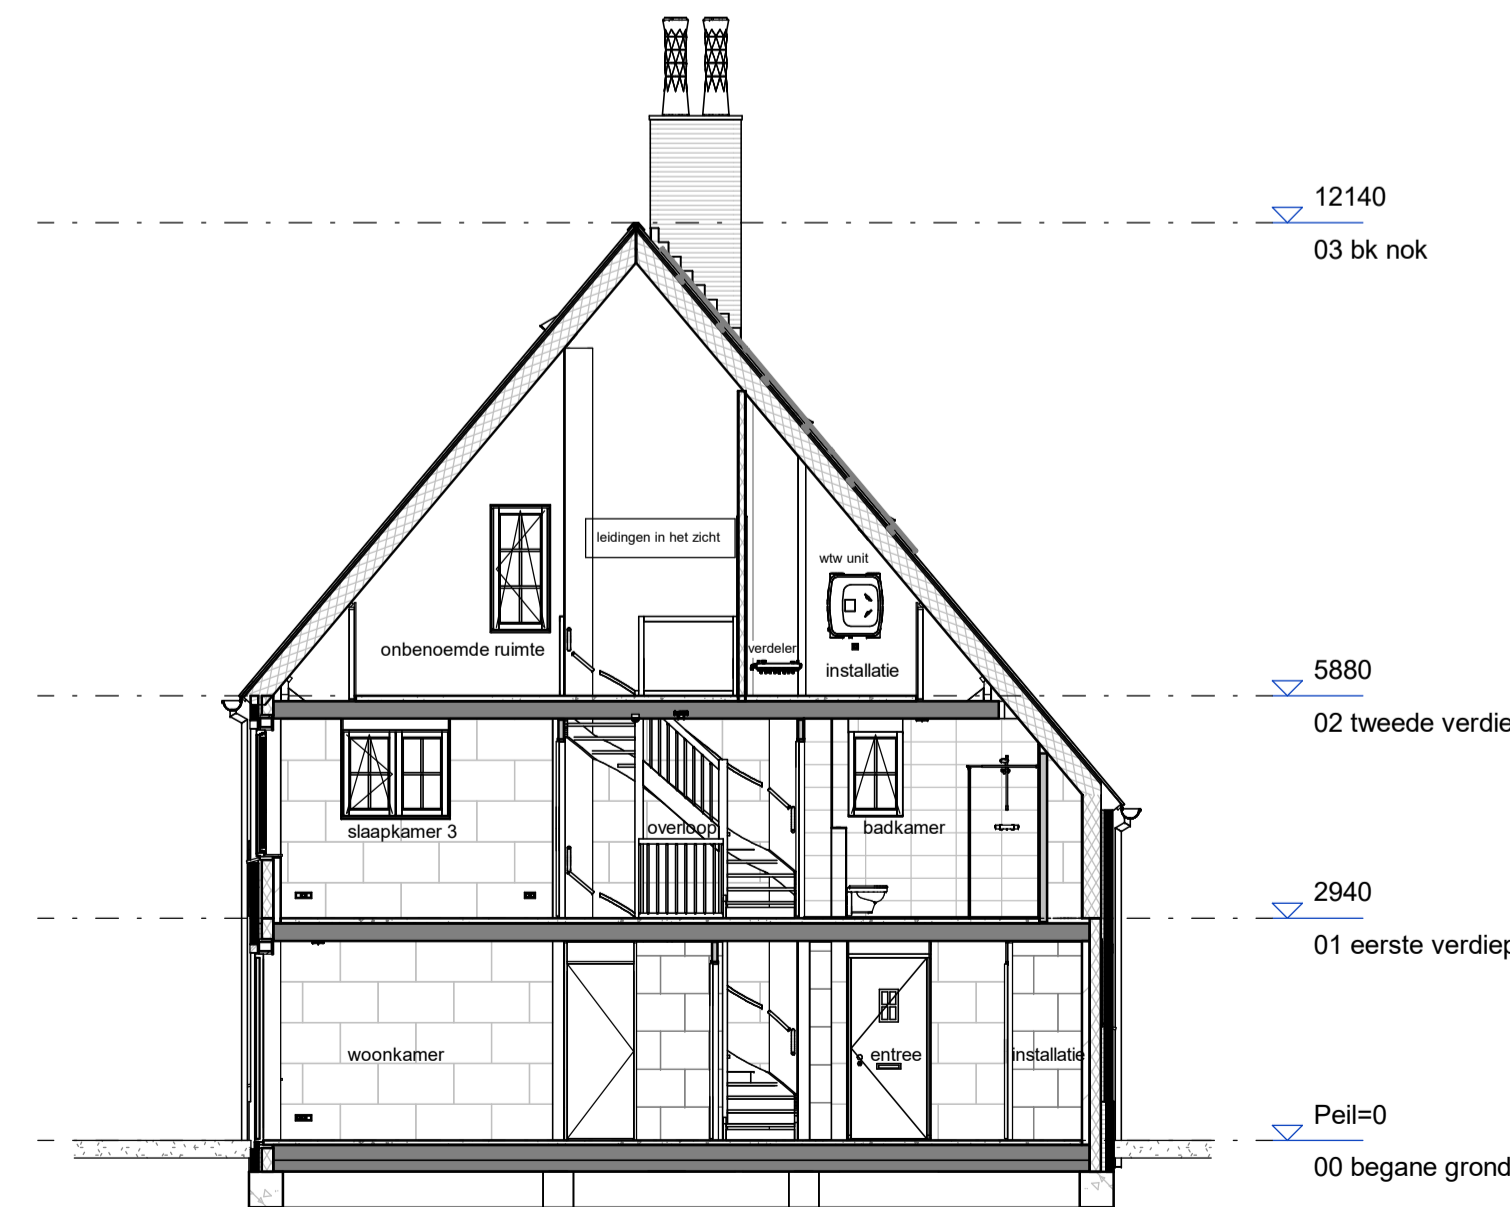 12140
03 bk nok
leidingen in het zicht
wtw unit
onbenoemde ruimte
verdeler
installatie
5880
02 tweede verdie
slaapkamer 3
overloop
badkamer
2940
01 eerste verdiep
woonkamer
entree
installatie
Peil=0
00 begane grond